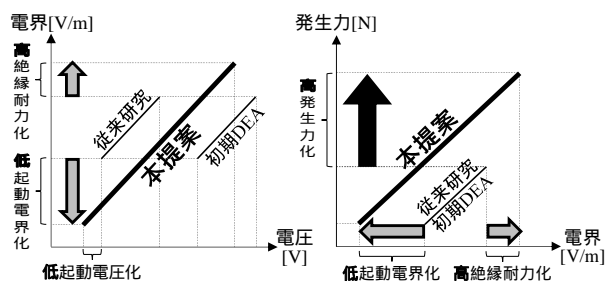 電界[V/m]
高絶縁耐力化
低起動電界化
従来研究
本提案
初期DEA
電圧
[V]
低起動電圧化
発生力[N]
高発生力化
本提案
従来研究
初期DEA
電界
[V/m]
低起動電界化
高絶縁耐力化